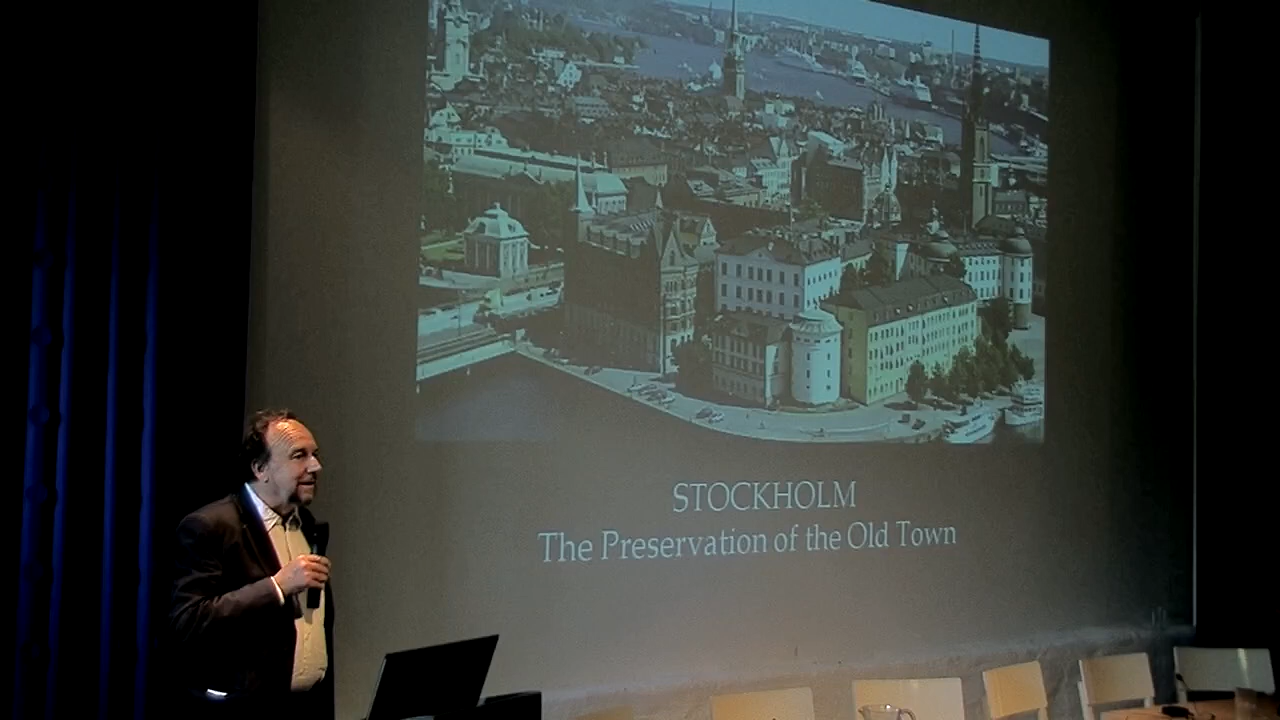 STOCKHOLM
The Preservation of the Old Town